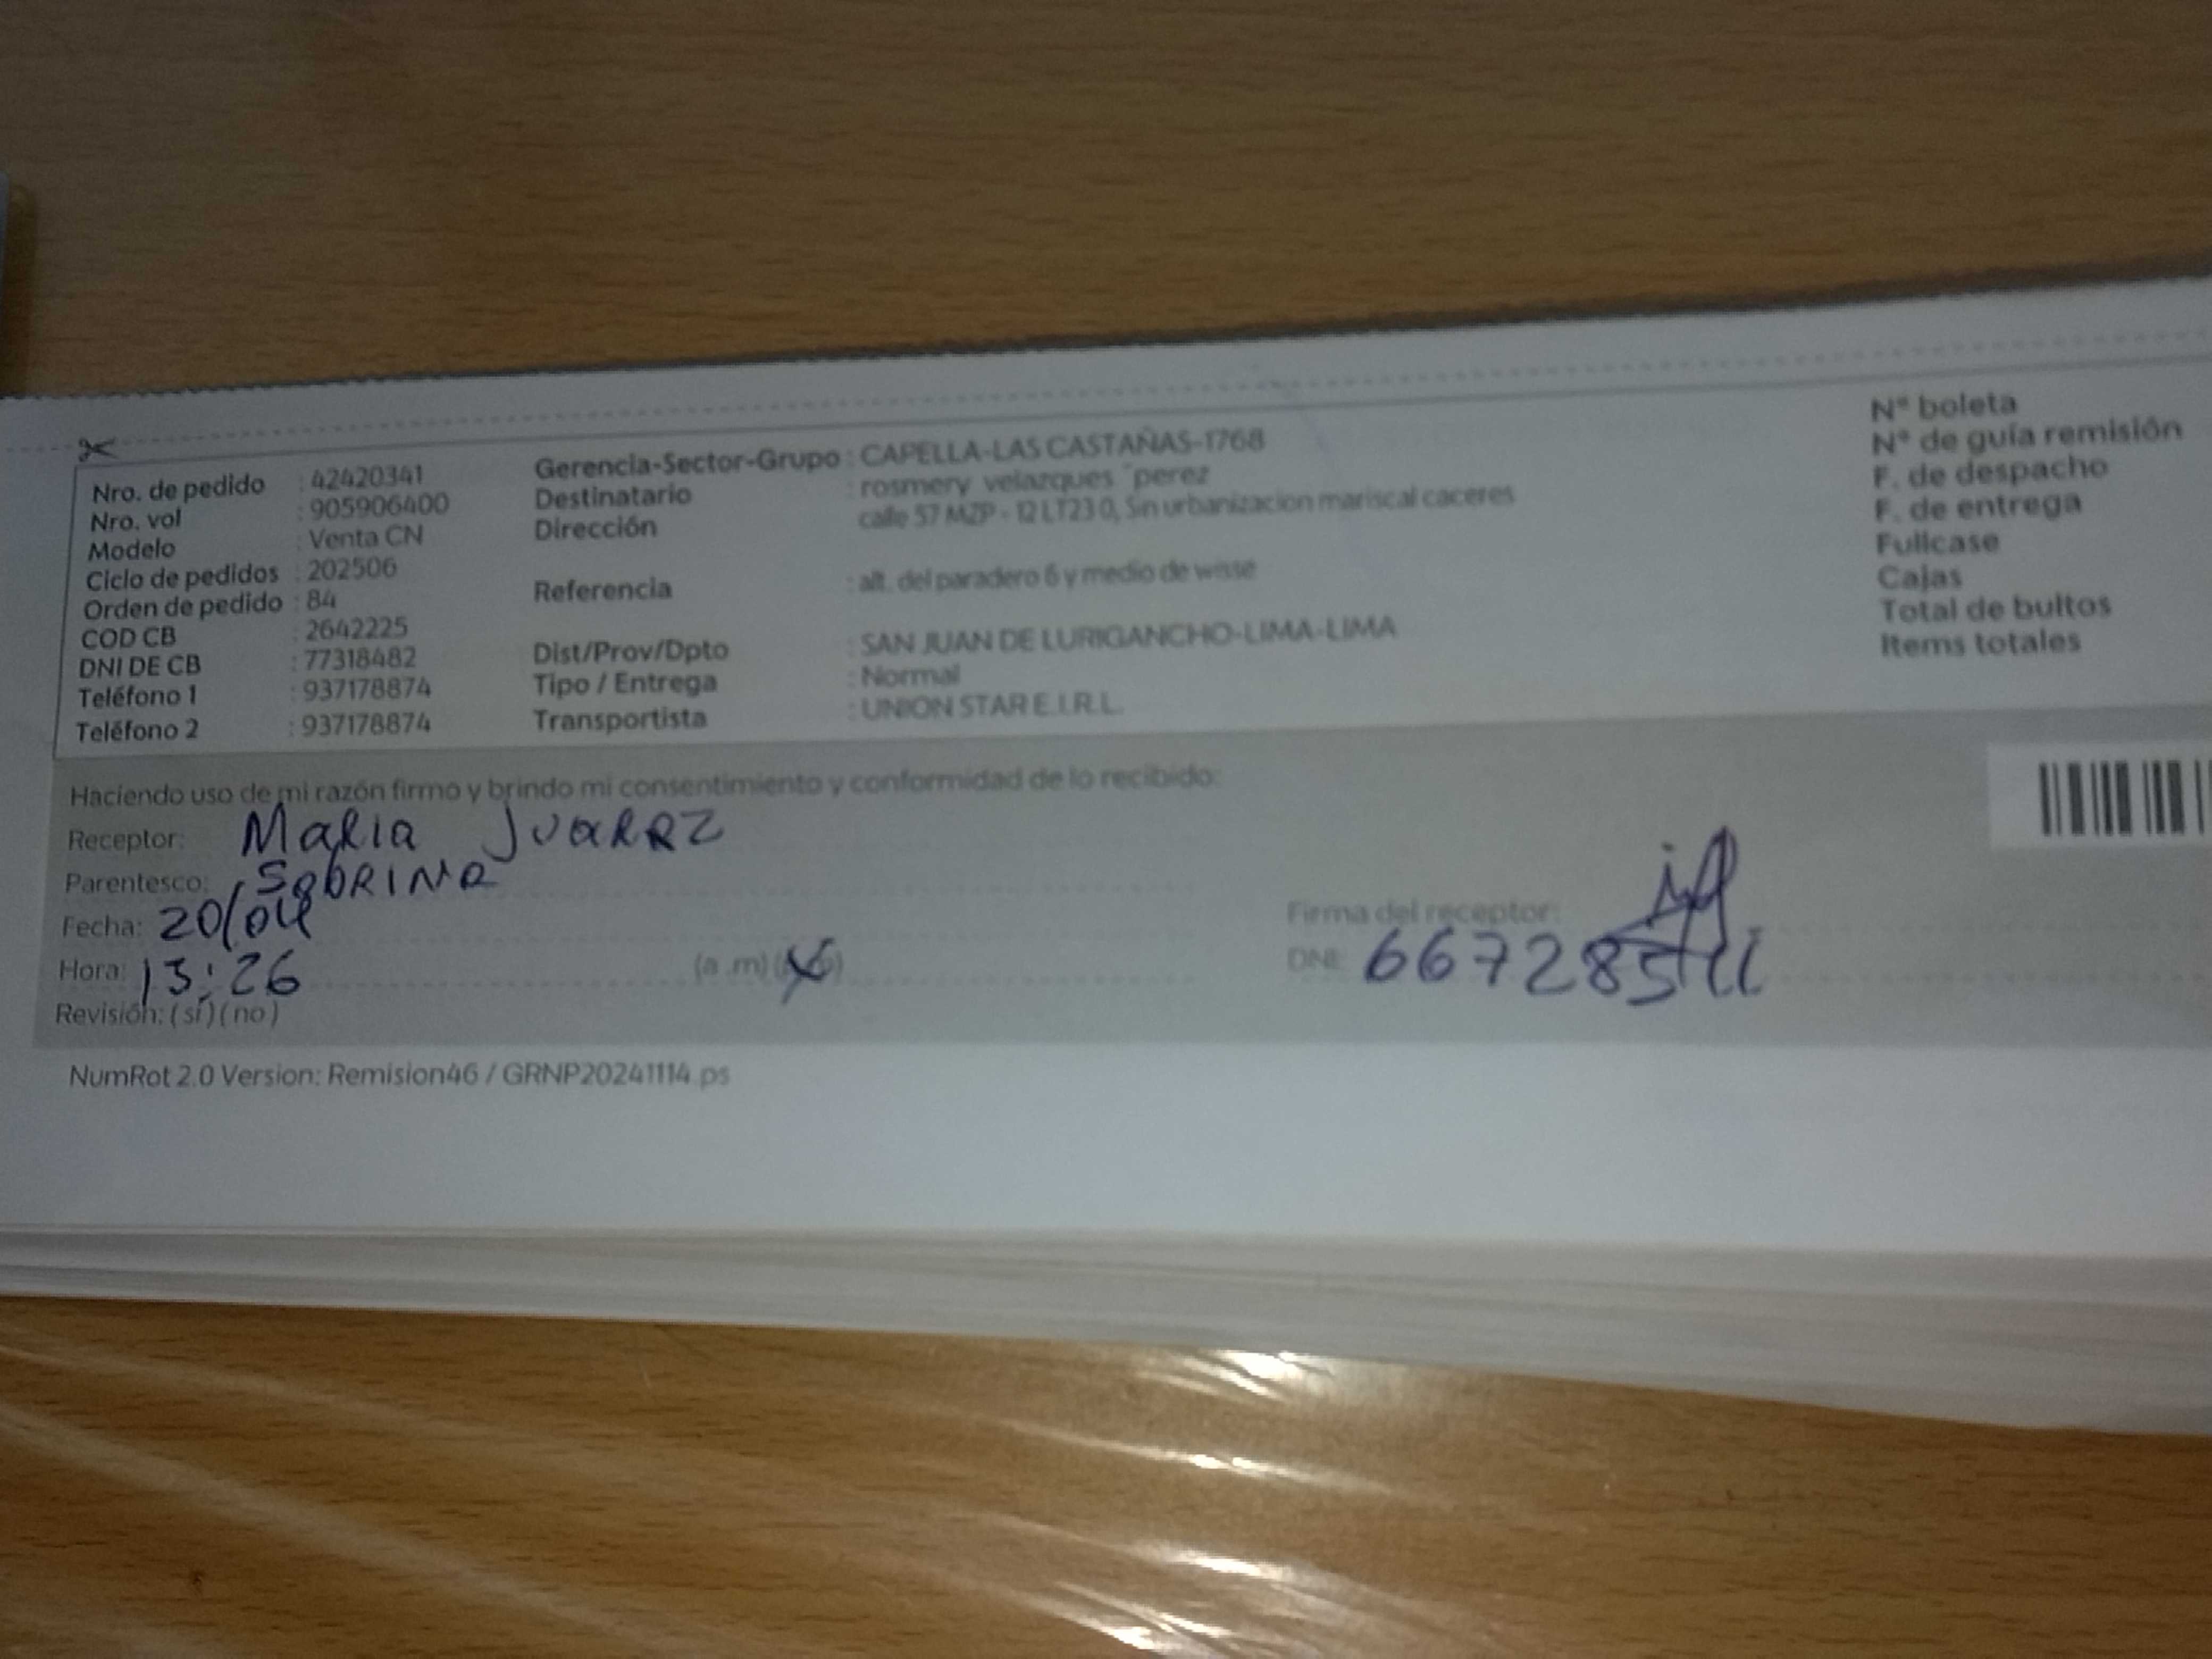 Nro. de pedido : 42420341
Nro. vol : 905906400
Modelo : Venta CN
Ciclo de pedidos : 202506
Orden de pedido : 84
COD CB : 2642225
DNI DE CB : 77318482
Teléfono 1 : 937178874
Teléfono 2 : 937178874
Gerencia-Sector-Grupo : CAPELLA-LAS CASTAÑAS-1768
Destinatario : rosmery velazques ¨perez
Dirección calle 57 MZP - 12 LT23 0, Sn urbanizacion mariscal caceres
Referencia : alt. del paradero 6 y medio de wisse
Dist/Prov/Dpto : SAN JUAN DE LURIGANCHO-LIMA-LIMA
Tipo / Entrega : Normal
Transportista : UNION STAR E.I.R.L.
N° boleta
N° de guía remisión
F. de despacho
F. de entrega
Fullcase
Cajas
Total de bultos
Items totales
Haciendo uso de mi razón firmo y brindo mi consentimiento y conformidad de lo recibido:
Receptor: Maria Juarrz
Parentesco: SOBRINA
Fecha: 20/04
Hora: 13:26 (a .m)
Revisión: ( sí ) ( no )
Firma del receptor:
DNI:
NumRot 2.0 Version: Remision46 / GRNP20241114.ps